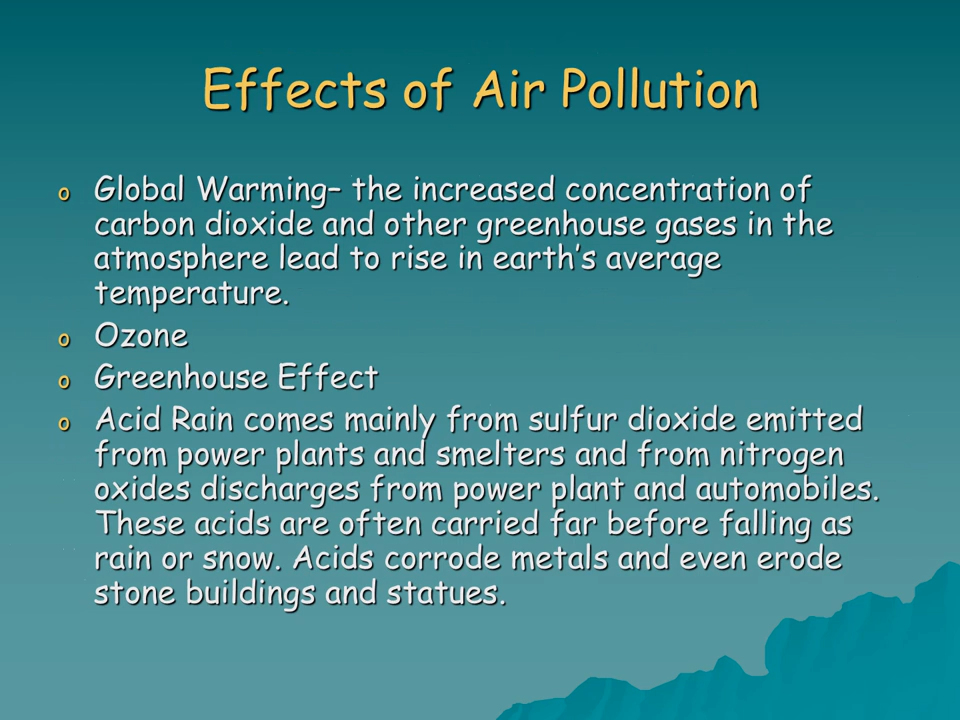 Effects of Air Pollution
o Global Warming– the increased concentration of
carbon dioxide and other greenhouse gases in the
atmosphere lead to rise in earth’s average
temperature.
o Ozone
o Greenhouse Effect
o Acid Rain comes mainly from sulfur dioxide emitted
from power plants and smelters and from nitrogen
oxides discharges from power plant and automobiles.
These acids are often carried far before falling as
rain or snow. Acids corrode metals and even erode
stone buildings and statues.